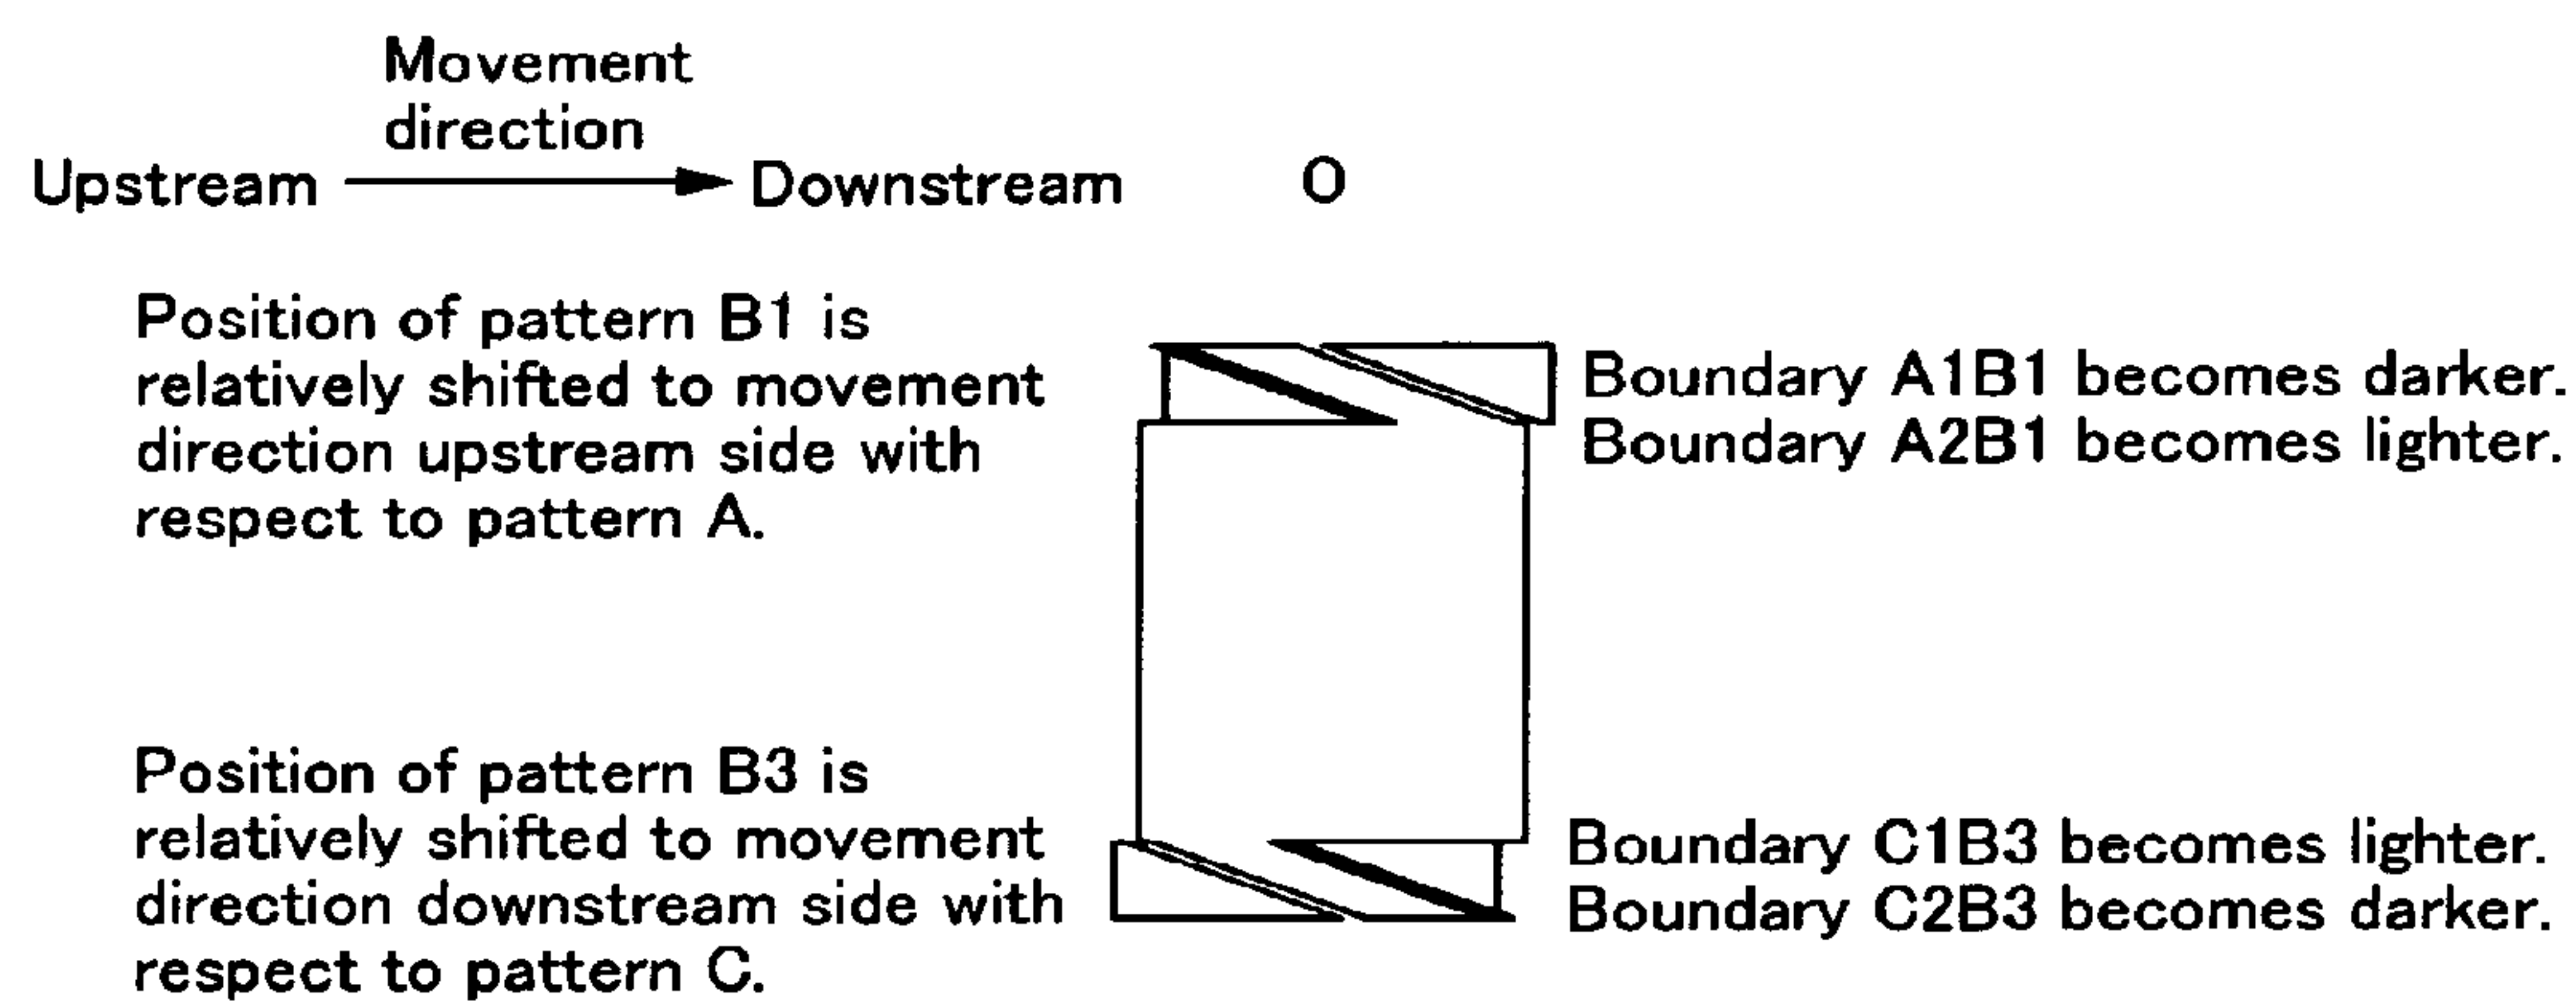 Movement
direction
Upstream Downstream O
Position of pattern B1 is
relatively shifted to movement
direction upstream side with
respect to pattern A.
Boundary A1B1 becomes darker.
Boundary A2B1 becomes lighter.
Position of pattern B3 is
relatively shifted to movement
direction downstream side with
respect to pattern C.
Boundary C1B3 becomes lighter.
Boundary C2B3 becomes darker.